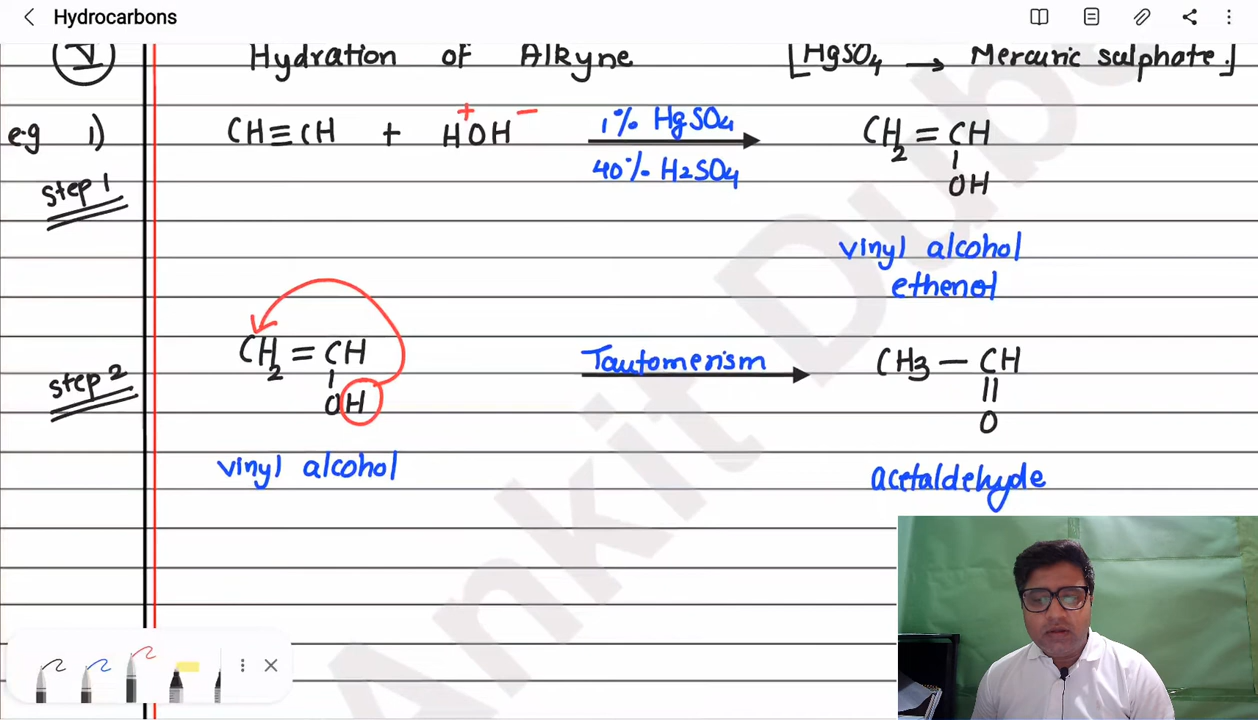 Hydrocarbons
V Hydration of Alkyne [HgSO4 → Mercuric sulphate.]
e.g 1) CH≡CH + H+OH− 1% HgSO4 CH2=CH
40% H2SO4 OH
Step 1
vinyl alcohol
ethenol
CH2=CH Tautomerism CH3—CH
OH O
Step 2
vinyl alcohol acetaldehyde
Ankit Dube